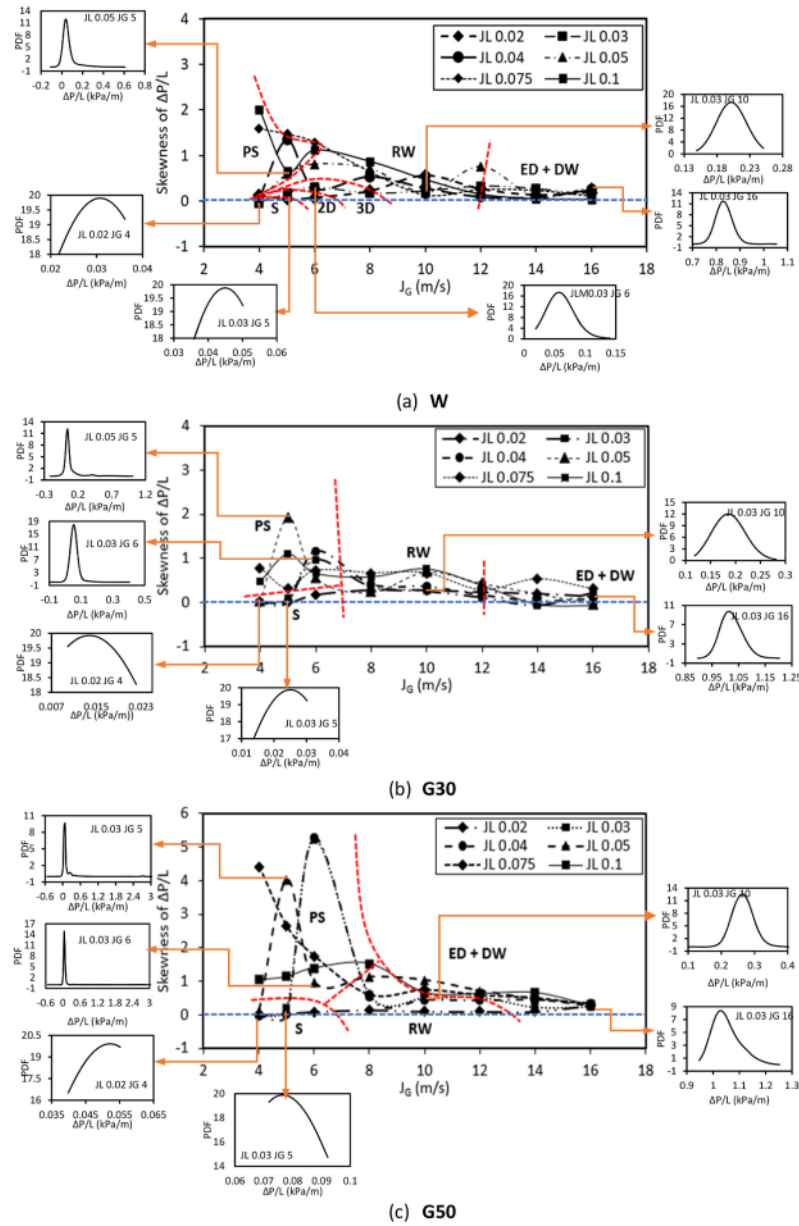 JL 0.05 JG 5
PDF
14
11
8
5
2
-1
-0.2 0 0.2 0.4 0.6 0.8
ΔP/L (kPa/m)
JL 0.02 JG 4
PDF
20
19
18
0.02 0.03 0.04
ΔP/L (kPa/m)
Skewness of ΔP/L
4
3
2
1
0
-1
JL 0.02 JL 0.03
JL 0.04 JL 0.05
JL 0.075 JL 0.1
PS RW ED + DW
S 2D 3D
2 4 6 8 10 12 14 16 18
J_G (m/s)
JL 0.03 JG 10
PDF
20
16
12
8
4
0
0.13 0.18 0.23 0.28
ΔP/L (kPa/m)
JL 0.03 JG 16
PDF
14
11
8
5
2
-1
0.7 0.8 0.9 1 1.1
ΔP/L (kPa/m)
JL 0.03 JG 5
PDF
20
19
18
0.03 0.04 0.05 0.06
ΔP/L (kPa/m)
JLM0.03 JG 6
PDF
20
16
12
8
4
0
0 0.05 0.1 0.15
ΔP/L (kPa/m)
(a) W
JL 0.05 JG 5
PDF
14
11
8
5
2
-1
-0.3 0.2 0.7 1.2
ΔP/L (kPa/m)
JL 0.03 JG 6
PDF
19
15
11
7
3
-1
-0.4 0.1 0.6
ΔP/L (kPa/m)
JL 0.02 JG 4
PDF
20
19
18
0.007 0.015 0.023
ΔP/L (kPa/m))
Skewness of ΔP/L
4
3
2
1
0
-1
JL 0.02 JL 0.03
JL 0.04 JL 0.05
JL 0.075 JL 0.1
PS RW ED + DW
S
2 4 6 8 10 12 14 16 18
J_G (m/s)
JL 0.03 JG 10
PDF
15
12
9
6
3
0
0.1 0.2 0.3
ΔP/L (kPa/m)
JL 0.03 JG 16
PDF
11
7
3
-1
0.85 0.95 1.05 1.15 1.25
ΔP/L (kPa/m)
JL 0.03 JG 5
PDF
20
19
18
17
0.01 0.02 0.03 0.04
ΔP/L (kPa/m)
(b) G30
JL 0.03 JG 5
PDF
11
8
5
2
-1
-0.6 0 0.6 1.2 1.8 2.4 3
ΔP/L (kPa/m)
JL 0.03 JG 6
PDF
17
14
11
8
5
2
-1
-0.6 0 0.6 1.2 1.8 2.4 3
ΔP/L (kPa/m)
JL 0.02 JG 4
PDF
20.5
19
17.5
16
0.035 0.045 0.055 0.065
ΔP/L (kPa/m)
Skewness of ΔP/L
6
5
4
3
2
1
0
-1
JL 0.02 JL 0.03
JL 0.04 JL 0.05
JL 0.075 JL 0.1
PS ED + DW
S RW
2 4 6 8 10 12 14 16 18
J_G (m/s)
JL 0.03 JG 10
PDF
14
11
8
5
2
-1
0.1 0.2 0.3 0.4
ΔP/L (kPa/m)
JL 0.03 JG 16
PDF
9
7
5
3
1
-1
0.9 1 1.1 1.2 1.3
ΔP/L (kPa/m)
JL 0.03 JG 5
PDF
20
18
16
14
0.06 0.07 0.08 0.09 0.1
ΔP/L (kPa/m)
(c) G50